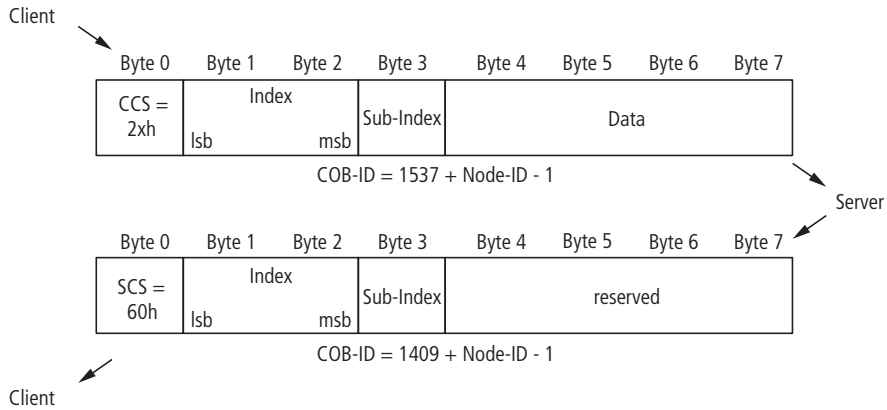 Client
Byte 0 Byte 1 Byte 2 Byte 3 Byte 4 Byte 5 Byte 6 Byte 7
CCS =
2xh
Index
lsb msb
Sub-Index
Data
COB-ID = 1537 + Node-ID - 1
Server
Byte 0 Byte 1 Byte 2 Byte 3 Byte 4 Byte 5 Byte 6 Byte 7
SCS =
60h
Index
lsb msb
Sub-Index
reserved
COB-ID = 1409 + Node-ID - 1
Client